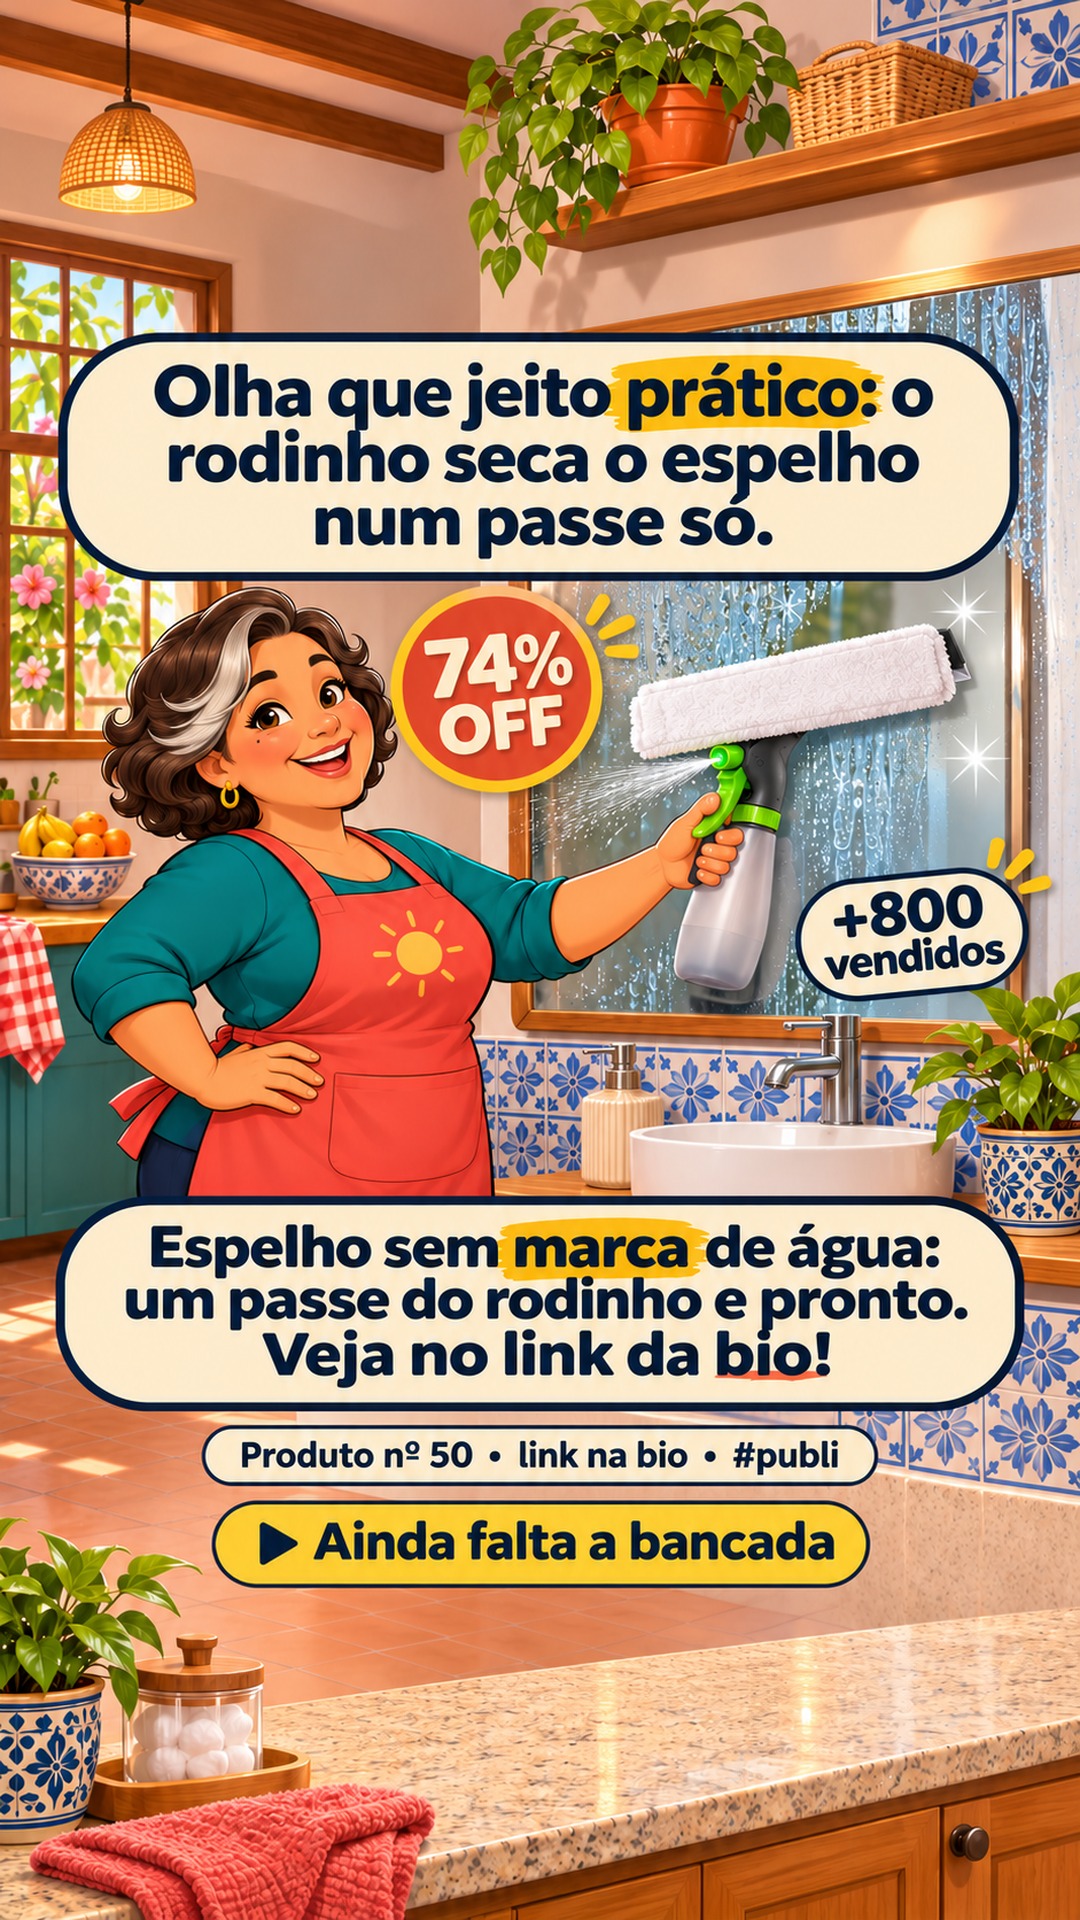 Olha que jeito prático: o
rodinho seca o espelho
num passe só.
74%
OFF
+800
vendidos
Espelho sem marca de água:
um passe do rodinho e pronto.
Veja no link da bio!
Produto nº 50 • link na bio • #publi
▶ Ainda falta a bancada